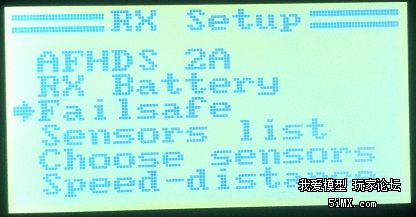 RX Setup
AFHDS 2A
RX Battery
Failsafe
Sensors list
Choose sensors
Speed-distance
我爱模型 玩家论坛
5iMX.com